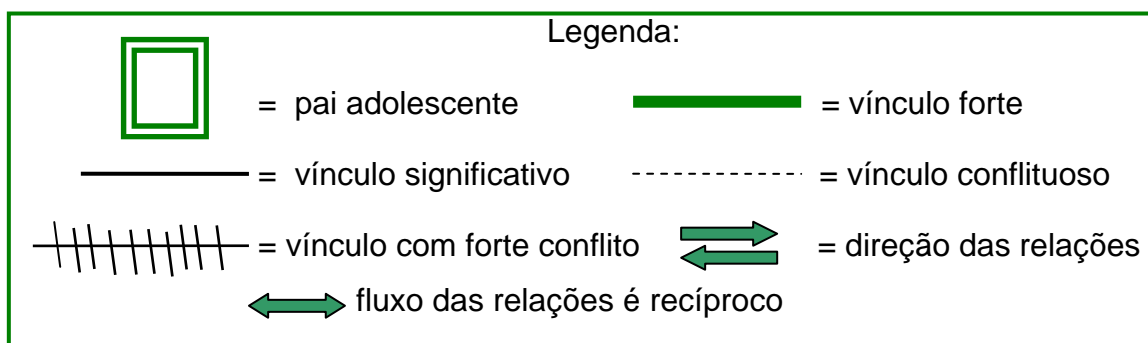 Legenda:
= pai adolescente = vínculo forte
= vínculo significativo = vínculo conflituoso
= vínculo com forte conflito = direção das relações
fluxo das relações é recíproco